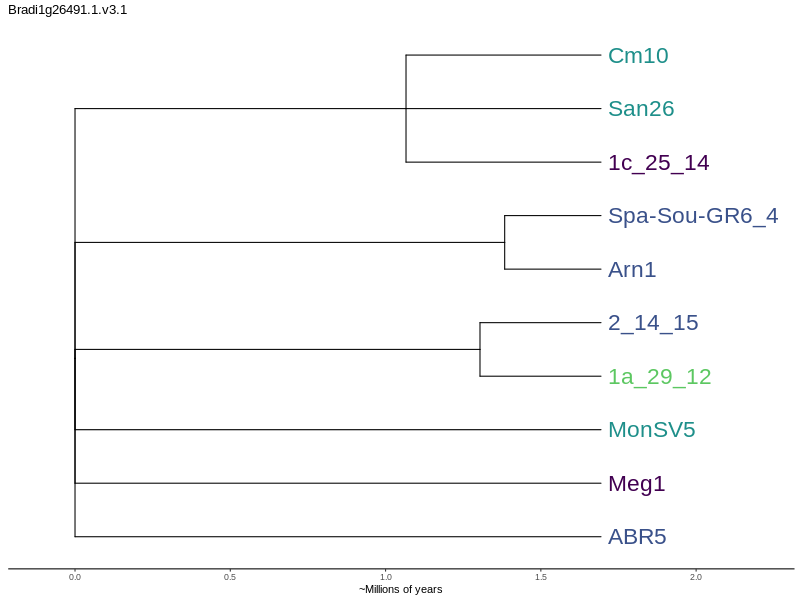 Bradi1g26491.1.v3.1
Cm10
San26
1c_25_14
Spa-Sou-GR6_4
Arn1
2_14_15
1a_29_12
MonSV5
Meg1
ABR5
0.0 0.5 1.0 1.5 2.0
~Millions of years